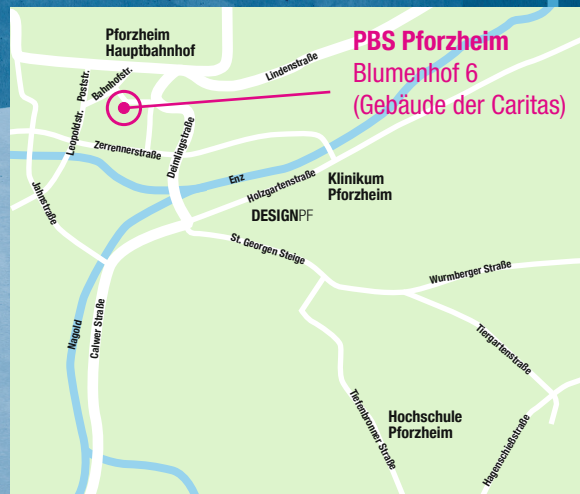 Pforzheim
Hauptbahnhof
PBS Pforzheim
Blumenhof 6
(Gebäude der Caritas)
Lindenstraße
Bahnhofstr.
Poststr.
Leopoldstr.
Zerrennerstraße
Deimlingstraße
Jahnstraße
Enz
Holzgartenstraße
Klinikum
Pforzheim
DESIGNPF
St. Georgen Steige
Wurmberger Straße
Nagold
Calwer Straße
Tiergartenstraße
Tiefenbronner Straße
Hochschule
Pforzheim
Hagenschießstraße